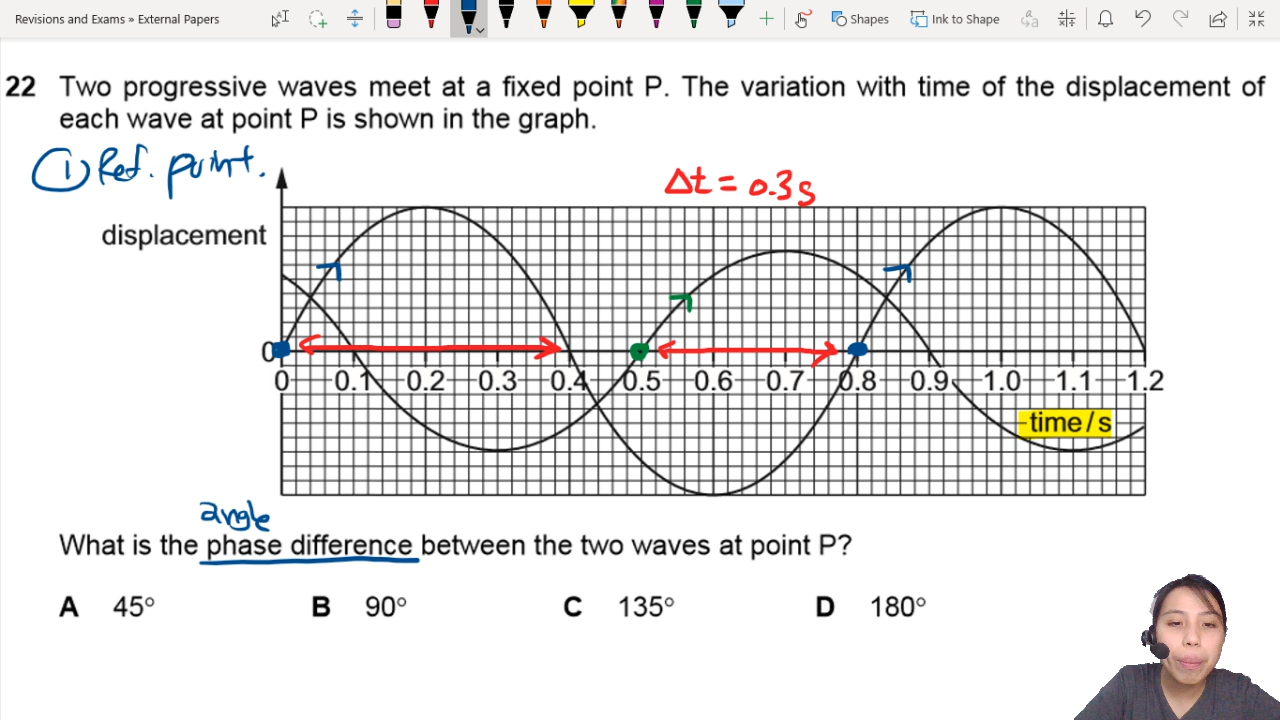 Revisions and Exams » External Papers
Shapes
Ink to Shape
22 Two progressive waves meet at a fixed point P. The variation with time of the displacement of
each wave at point P is shown in the graph.
① Ref. point.
Δt = 0.3s
displacement
0
0 0.1 0.2 0.3 0.4 0.5 0.6 0.7 0.8 0.9 1.0 1.1 1.2
time / s
angle
What is the phase difference between the two waves at point P?
A 45° B 90° C 135° D 180°